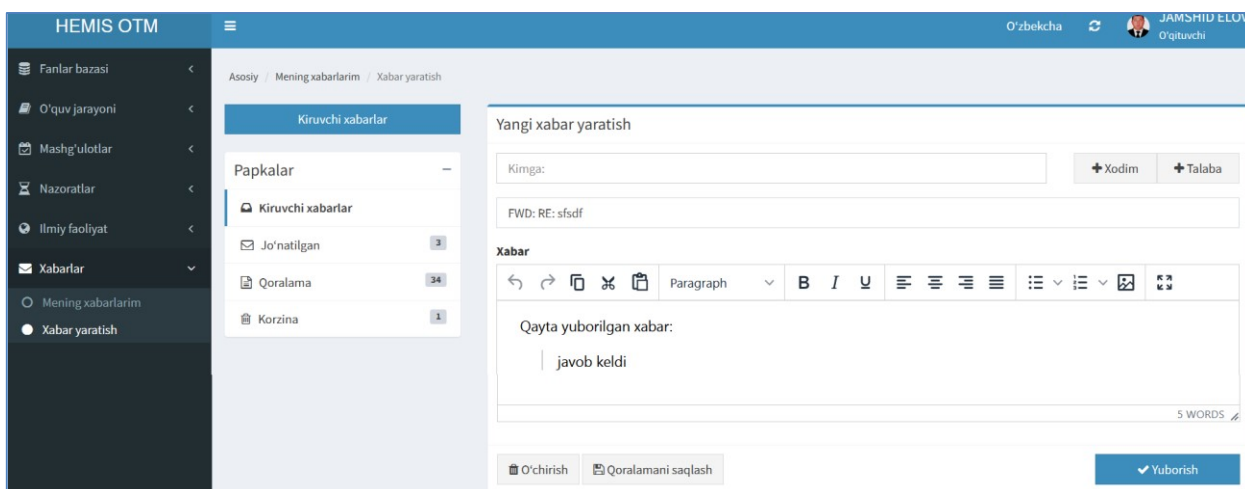 HEMIS OTM
O'zbekcha
JAMSHID
O'qituvchi
Fanlar bazasi
O'quv jarayoni
Mashg'ulotlar
Nazoratlar
Ilmiy faoliyat
Xabarlar
Mening xabarlarim
Xabar yaratish
Asosiy / Mening xabarlarim / Xabar yaratish
Kiruvchi xabarlar
Papkalar
Kiruvchi xabarlar
Jo'natilgan 3
Qoralama 34
Korzina 1
Yangi xabar yaratish
Kimga:
Xodim Talaba
FWD: RE: sfsdf
Xabar
Paragraph B I U
Qayta yuborilgan xabar:
javob keldi
5 WORDS
O'chirish Qoralamani saqlash Yuborish